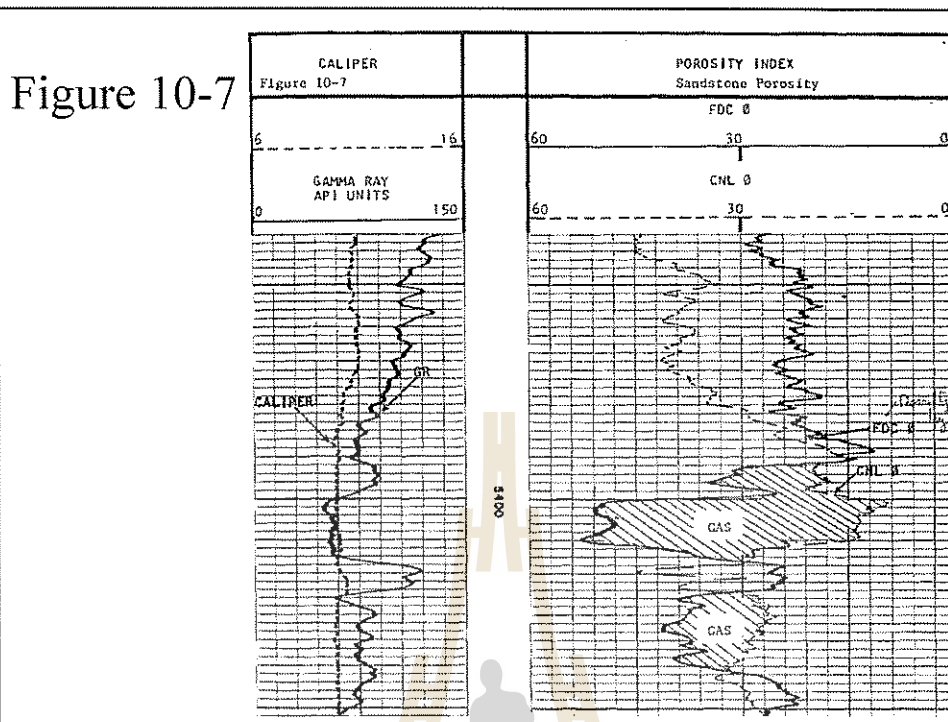 Figure 10-7
CALIPER
Figure 10-7
6 16
GAMMA RAY
API UNITS
0 150
POROSITY INDEX
Sandstone Porosity
FDC Ø
60 30 0
CNL Ø
60 30 0
GR
CALIPER
FDC Ø
CNL Ø
5400
GAS
GAS